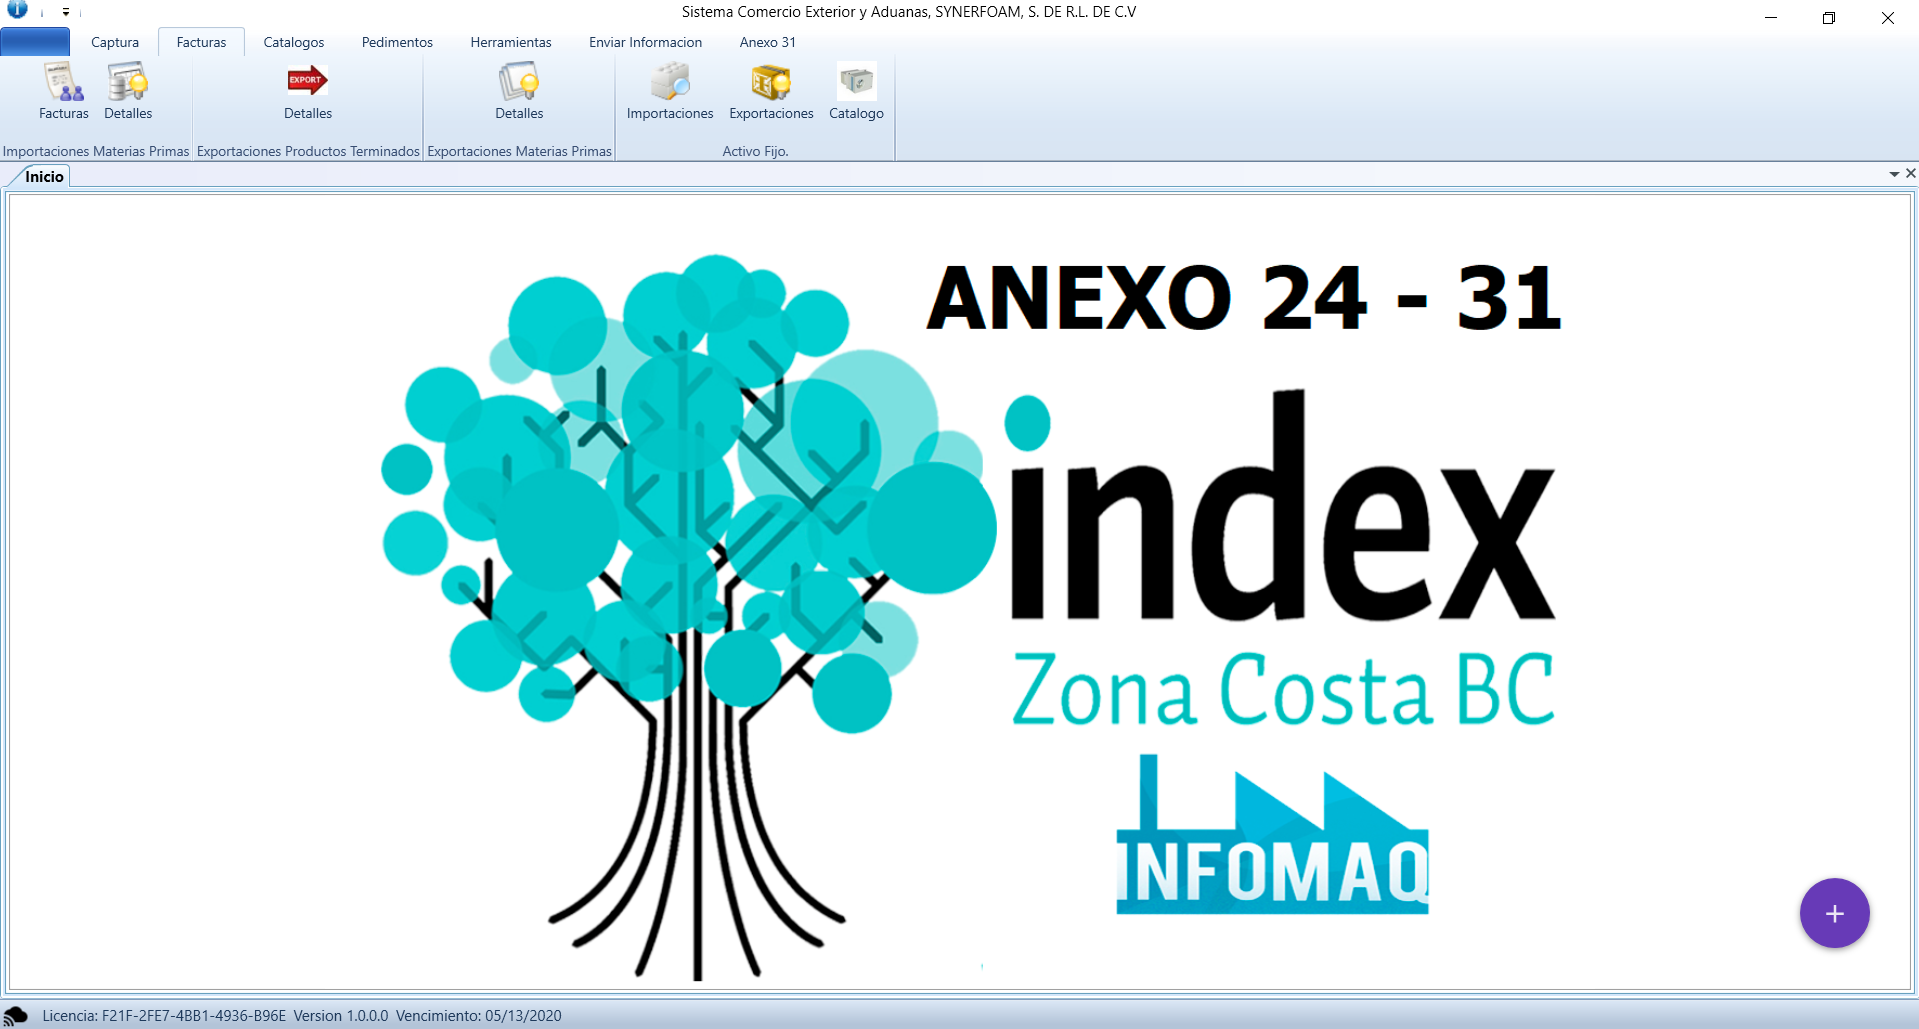 Sistema Comercio Exterior y Aduanas, SYNERFOAM, S. DE R.L. DE C.V
Captura Facturas Catalogos Pedimentos Herramientas Enviar Informacion Anexo 31
EXPORT
Facturas Detalles Detalles Detalles Importaciones Exportaciones Catalogo
Importaciones Materias Primas Exportaciones Productos Terminados Exportaciones Materias Primas Activo Fijo.
Inicio
ANEXO 24 - 31
index
Zona Costa BC
INFOMAQ
+
Licencia: F21F-2FE7-4BB1-4936-B96E Version 1.0.0.0 Vencimiento: 05/13/2020